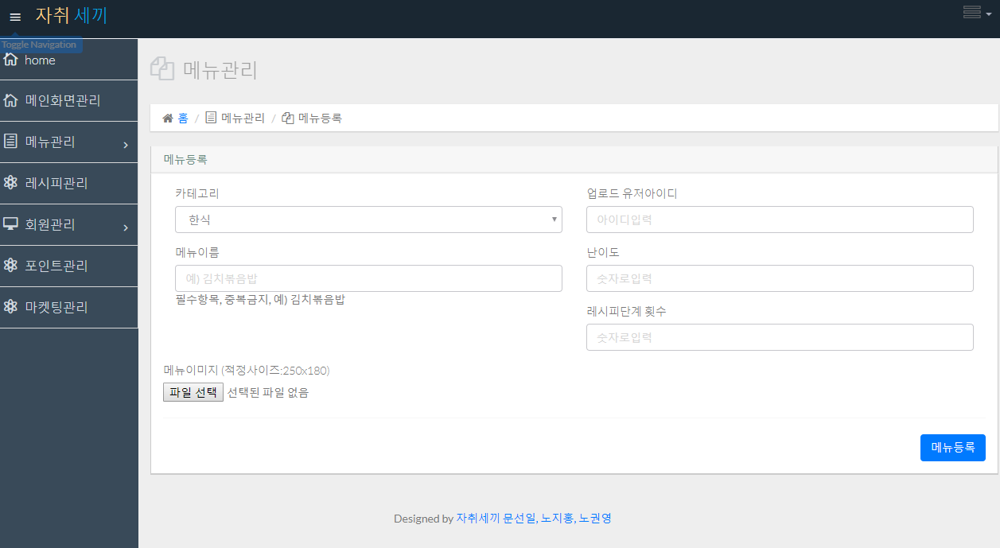 자취 세끼
Toggle Navigation
home
메인화면관리
메뉴관리
레시피관리
회원관리
포인트관리
마켓팅관리
메뉴관리
홈 / 메뉴관리 / 메뉴등록
메뉴등록
카테고리
한식
메뉴이름
예) 김치볶음밥
필수항목, 중복금지, 예) 김치볶음밥
업로드 유저아이디
아이디입력
난이도
숫자로입력
레시피단계 횟수
숫자로입력
메뉴이미지 (적정사이즈:250x180)
파일 선택 선택된 파일 없음
메뉴등록
Designed by 자취세끼 문선일, 노지홍, 노권영